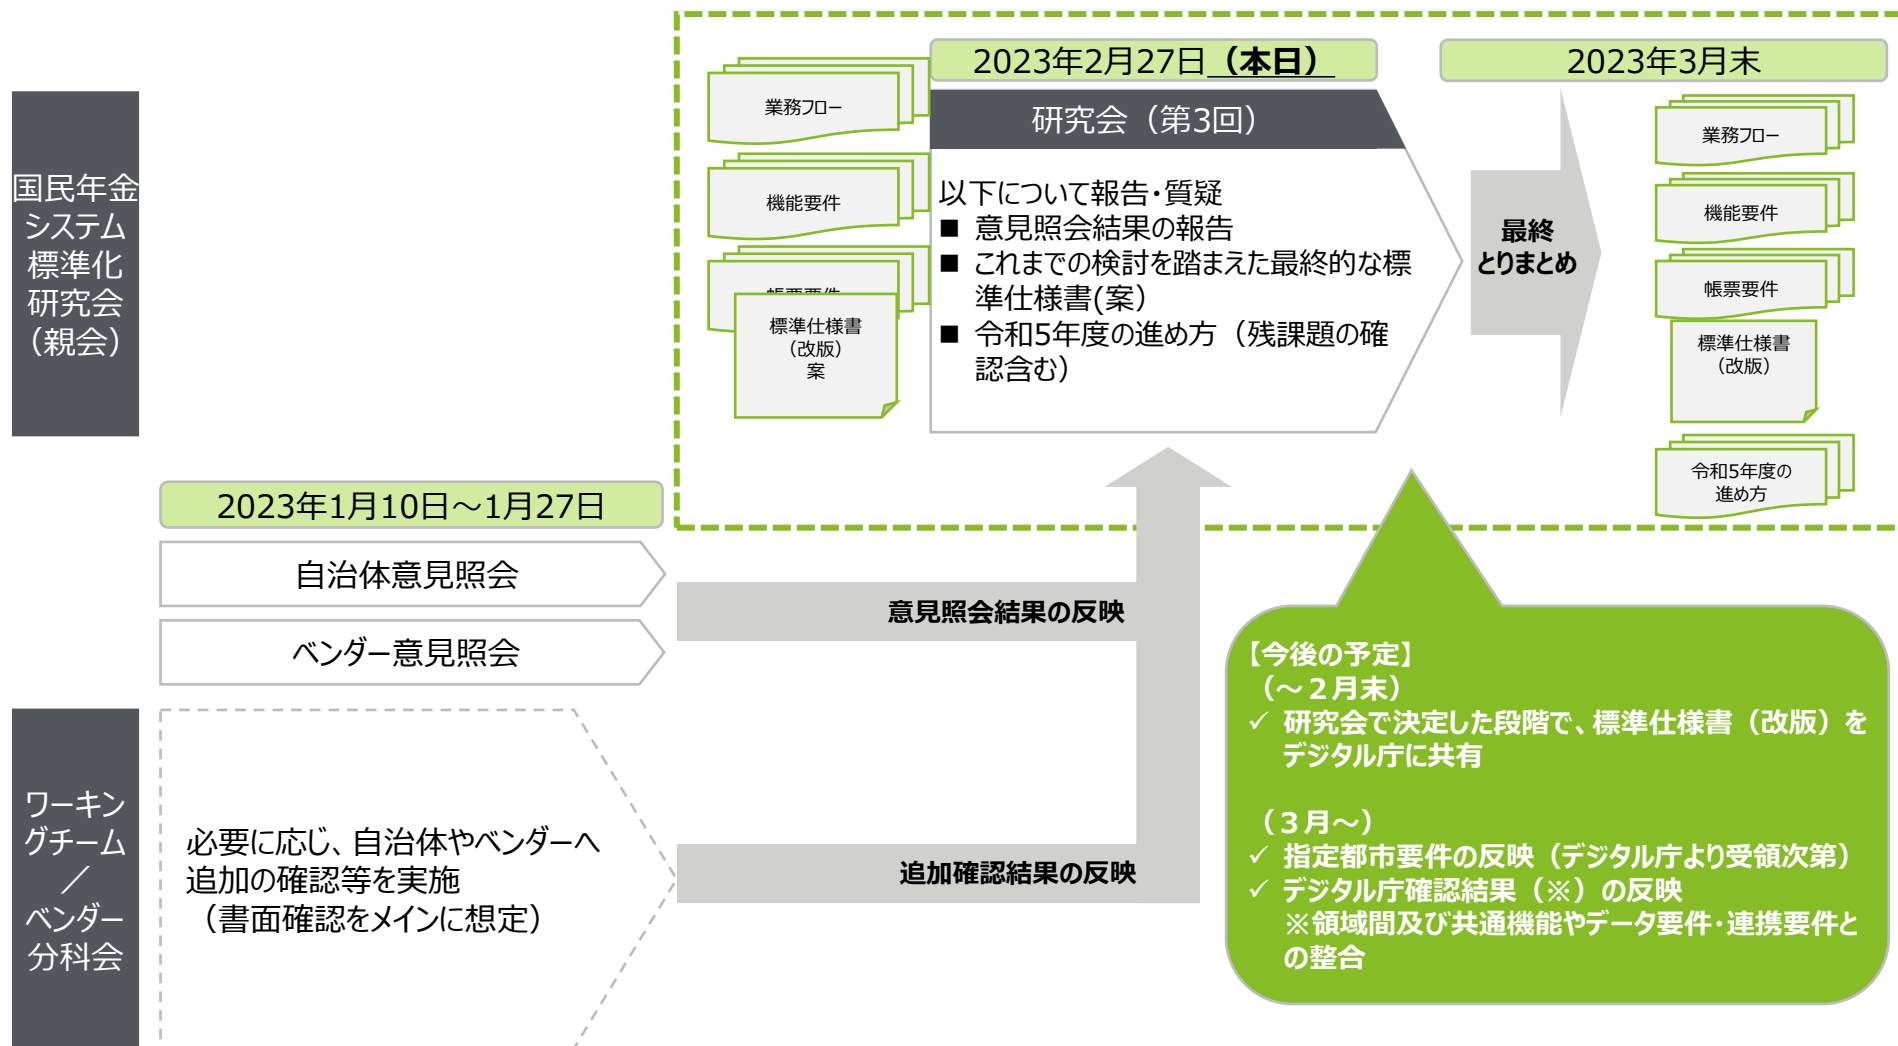 国民年金
システム
標準化
研究会
（親会）
2023年2月27日（本日）
2023年3月末
業務フロー
機能要件
帳票要件
標準仕様書
（改版）
案
研究会（第3回）
以下について報告・質疑
■ 意見照会結果の報告
■ これまでの検討を踏まえた最終的な標
準仕様書(案）
■ 令和5年度の進め方（残課題の確
認含む）
最終
とりまとめ
業務フロー
機能要件
帳票要件
標準仕様書
（改版）
令和5年度の
進め方
2023年1月10日～1月27日
自治体意見照会
ベンダー意見照会
意見照会結果の反映
ワーキン
グチーム
／
ベンダー
分科会
必要に応じ、自治体やベンダーへ
追加の確認等を実施
（書面確認をメインに想定）
追加確認結果の反映
【今後の予定】
（～２月末）
✓ 研究会で決定した段階で、標準仕様書（改版）を
デジタル庁に共有
（３月～）
✓ 指定都市要件の反映（デジタル庁より受領次第）
✓ デジタル庁確認結果（※）の反映
※領域間及び共通機能やデータ要件・連携要件と
の整合